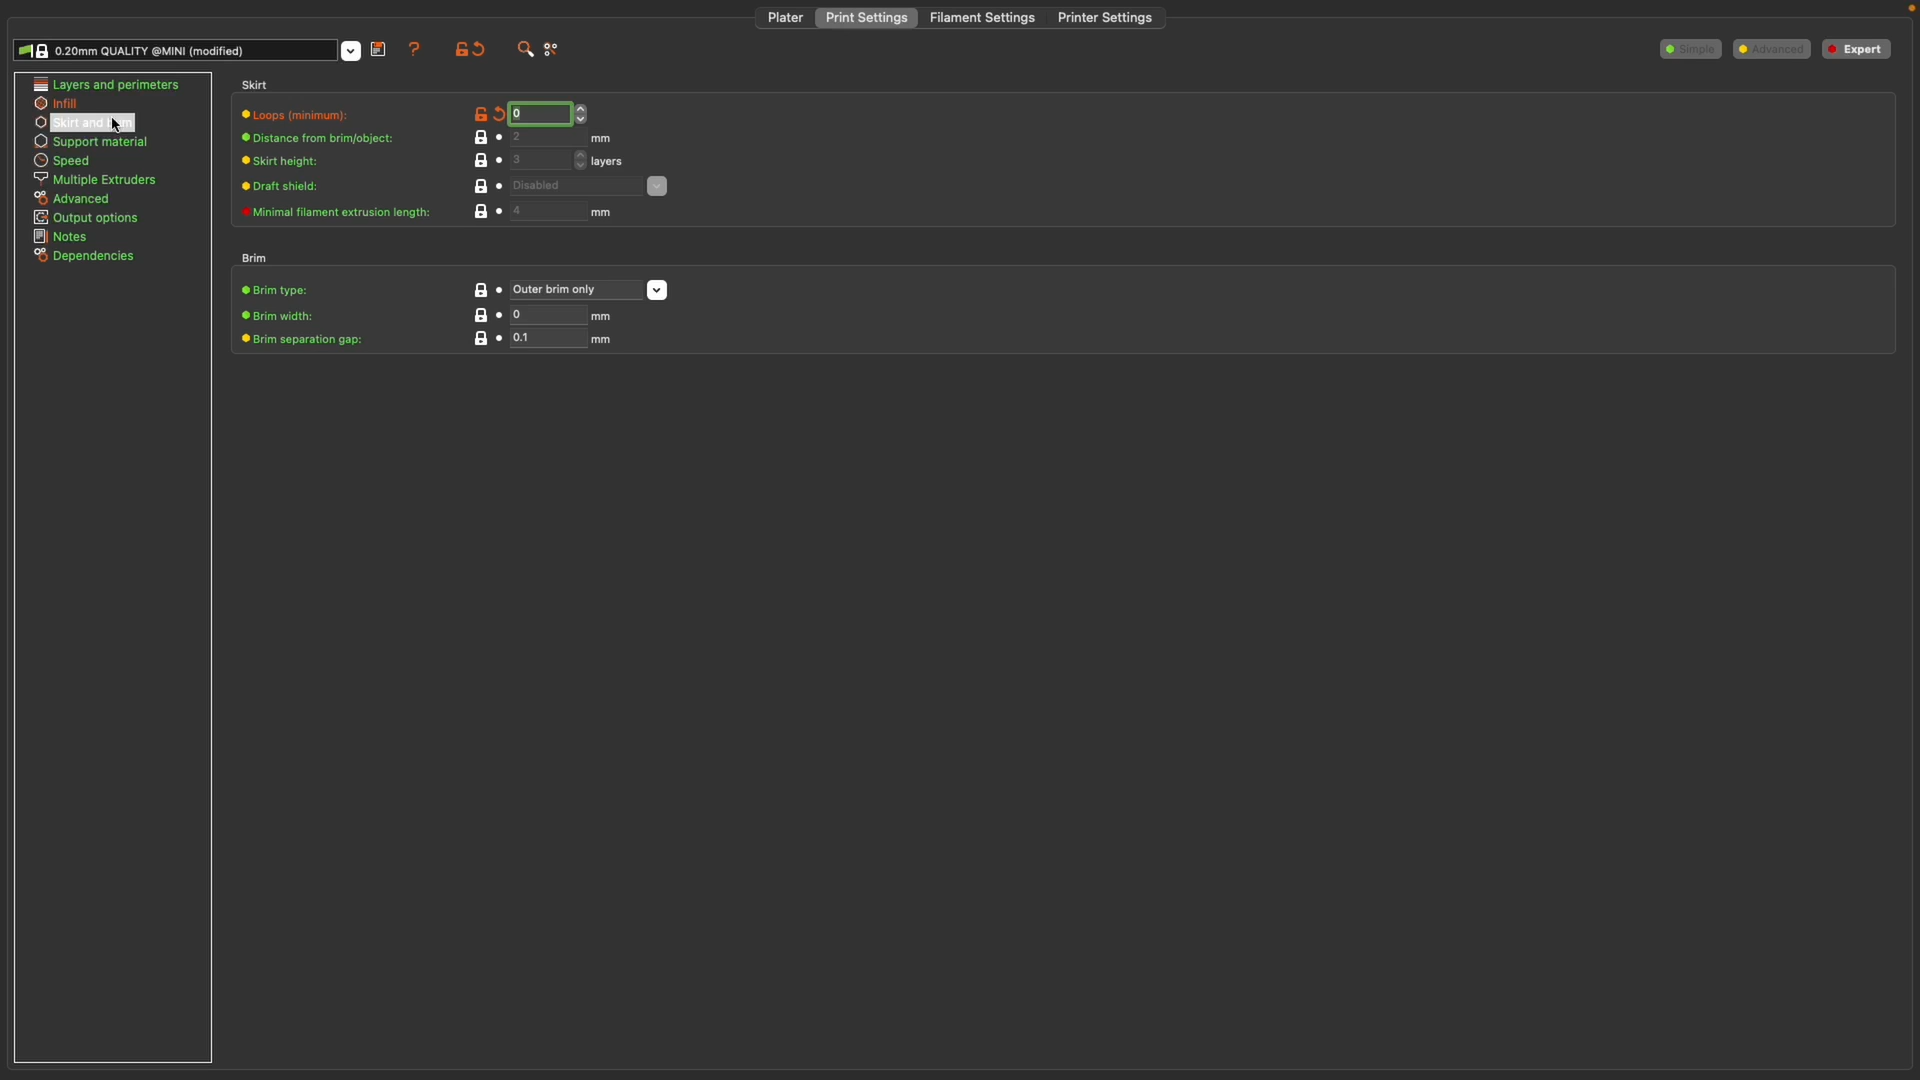 Plater Print Settings Filament Settings Printer Settings
0.20mm QUALITY @MINI (modified)
?
Simple Advanced Expert
Layers and perimeters
Infill
Skirt and
Support material
Speed
Multiple Extruders
Advanced
Output options
Notes
Dependencies
Skirt
Loops (minimum): 0
Distance from brim/object: 2 mm
Skirt height: 3 layers
Draft shield: Disabled
Minimal filament extrusion length: 4 mm
Brim
Brim type: Outer brim only
Brim width: 0 mm
Brim separation gap: 0.1 mm